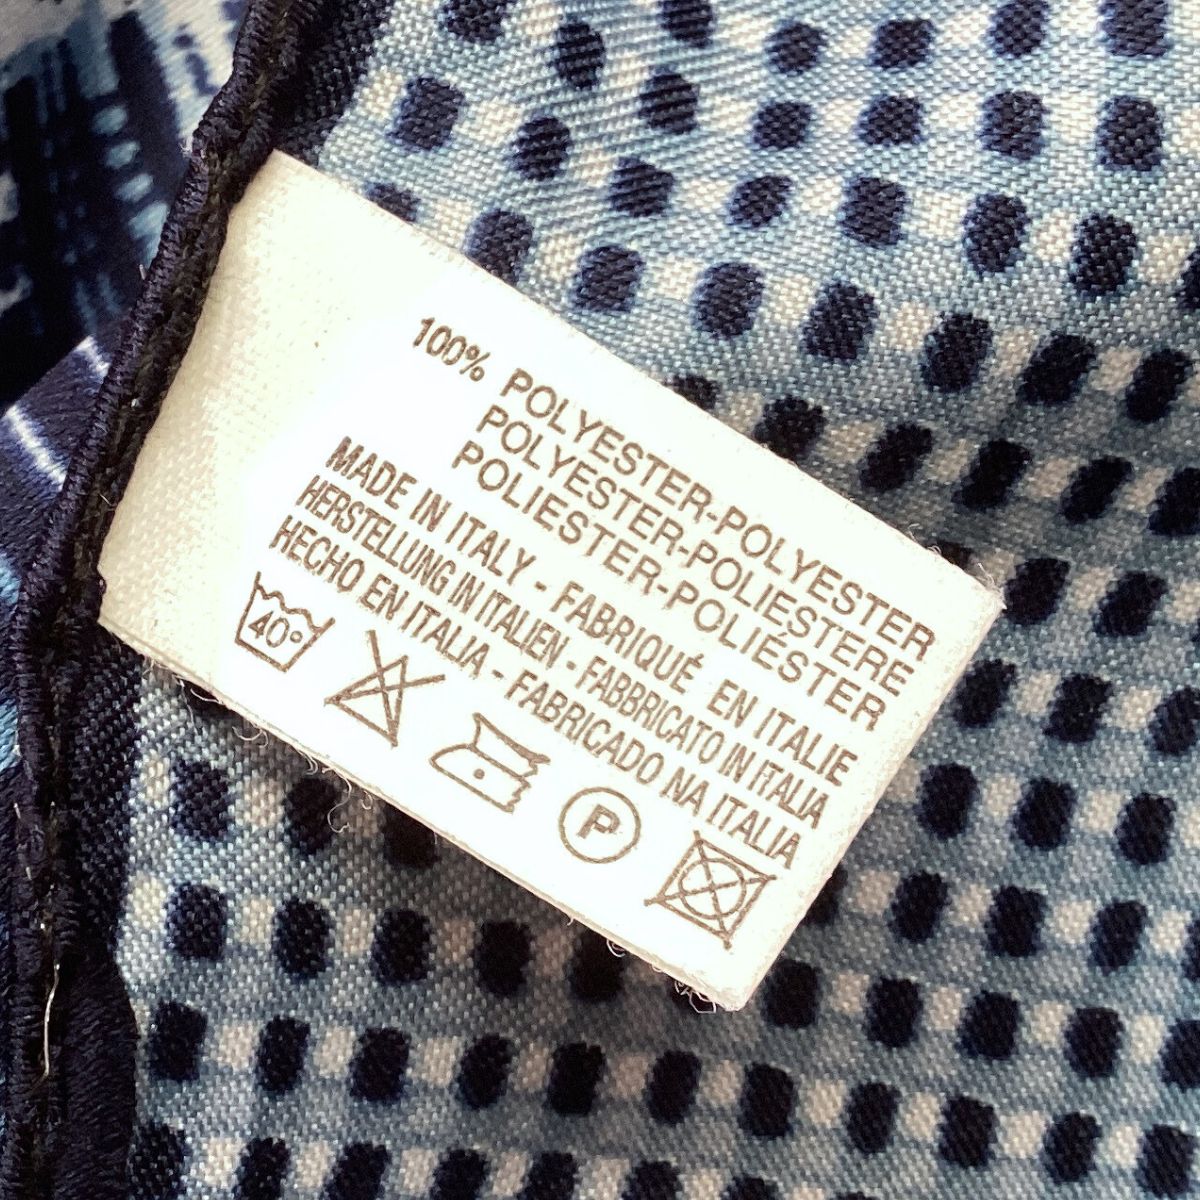 100% POLYESTER-POLYESTER
POLYESTER-POLIESTERE
POLIESTER-POLIÉSTER
MADE IN ITALY - FABRIQUÉ EN ITALIE
HERSTELLUNG IN ITALIEN - FABBRICATO IN ITALIA
HECHO EN ITALIA - FABRICADO NA ITALIA
40° P